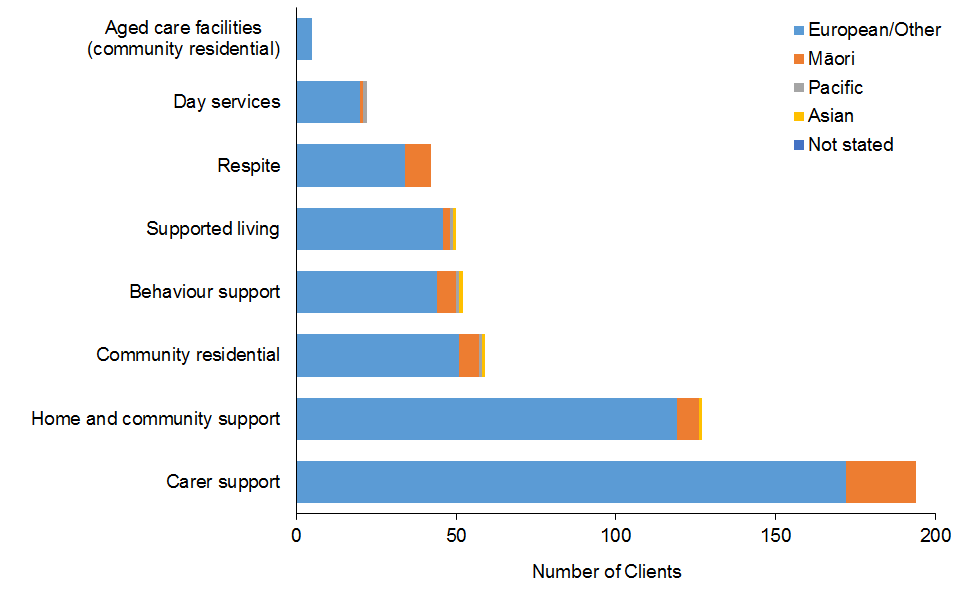 Aged care facilities
(community residential)
Day services
Respite
Supported living
Behaviour support
Community residential
Home and community support
Carer support
European/Other
Māori
Pacific
Asian
Not stated
0 50 100 150 200
Number of Clients